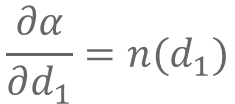 ∂α/∂d₁ = n(d₁)